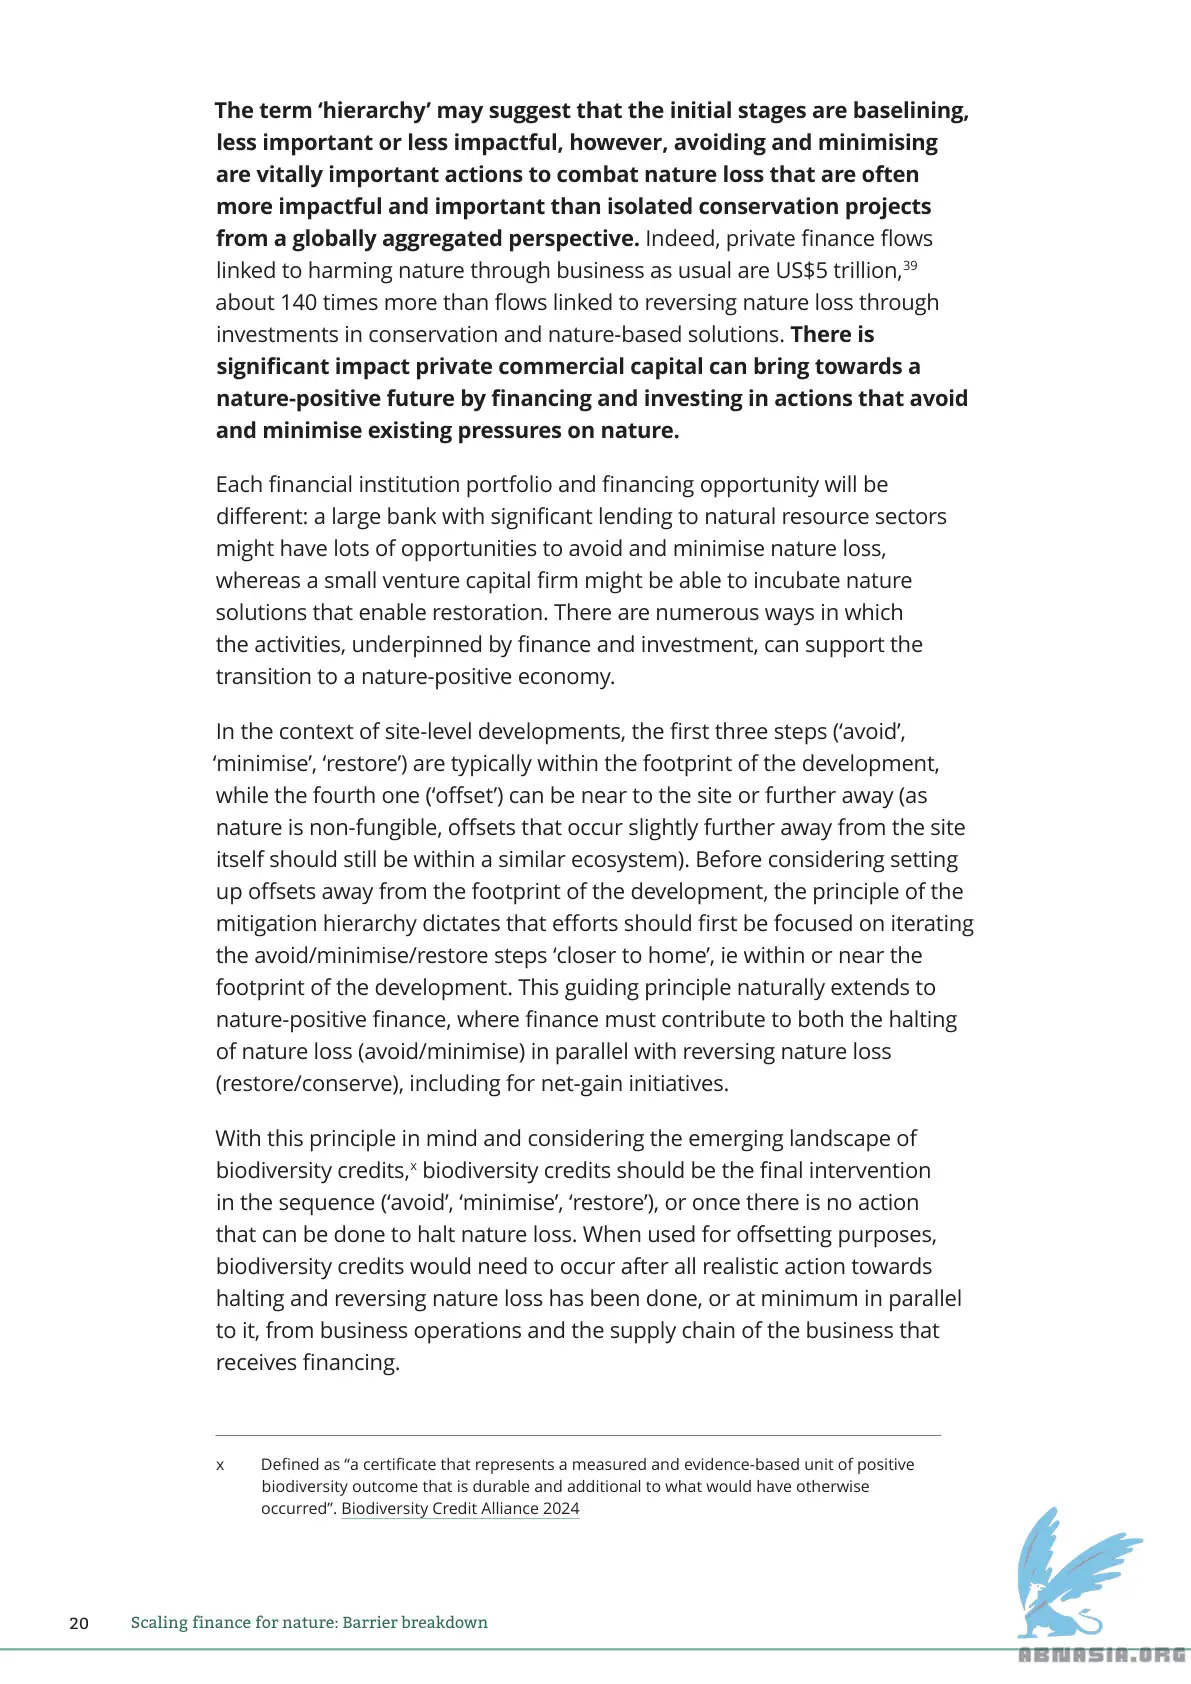 The term ‘hierarchy’ may suggest that the initial stages are baselining,
less important or less impactful, however, avoiding and minimising
are vitally important actions to combat nature loss that are often
more impactful and important than isolated conservation projects
from a globally aggregated perspective. Indeed, private finance flows
linked to harming nature through business as usual are US$5 trillion,39
about 140 times more than flows linked to reversing nature loss through
investments in conservation and nature-based solutions. There is
significant impact private commercial capital can bring towards a
nature-positive future by financing and investing in actions that avoid
and minimise existing pressures on nature.
Each financial institution portfolio and financing opportunity will be
different: a large bank with significant lending to natural resource sectors
might have lots of opportunities to avoid and minimise nature loss,
whereas a small venture capital firm might be able to incubate nature
solutions that enable restoration. There are numerous ways in which
the activities, underpinned by finance and investment, can support the
transition to a nature-positive economy.
In the context of site-level developments, the first three steps (‘avoid’,
‘minimise’, ‘restore’) are typically within the footprint of the development,
while the fourth one (‘offset’) can be near to the site or further away (as
nature is non-fungible, offsets that occur slightly further away from the site
itself should still be within a similar ecosystem). Before considering setting
up offsets away from the footprint of the development, the principle of the
mitigation hierarchy dictates that efforts should first be focused on iterating
the avoid/minimise/restore steps ‘closer to home’, ie within or near the
footprint of the development. This guiding principle naturally extends to
nature-positive finance, where finance must contribute to both the halting
of nature loss (avoid/minimise) in parallel with reversing nature loss
(restore/conserve), including for net-gain initiatives.
With this principle in mind and considering the emerging landscape of
biodiversity credits,x biodiversity credits should be the final intervention
in the sequence (‘avoid’, ‘minimise’, ‘restore’), or once there is no action
that can be done to halt nature loss. When used for offsetting purposes,
biodiversity credits would need to occur after all realistic action towards
halting and reversing nature loss has been done, or at minimum in parallel
to it, from business operations and the supply chain of the business that
receives financing.
x Defined as “a certificate that represents a measured and evidence-based unit of positive
biodiversity outcome that is durable and additional to what would have otherwise
occurred”. Biodiversity Credit Alliance 2024
20 Scaling finance for nature: Barrier breakdown
ABNASIA.ORG